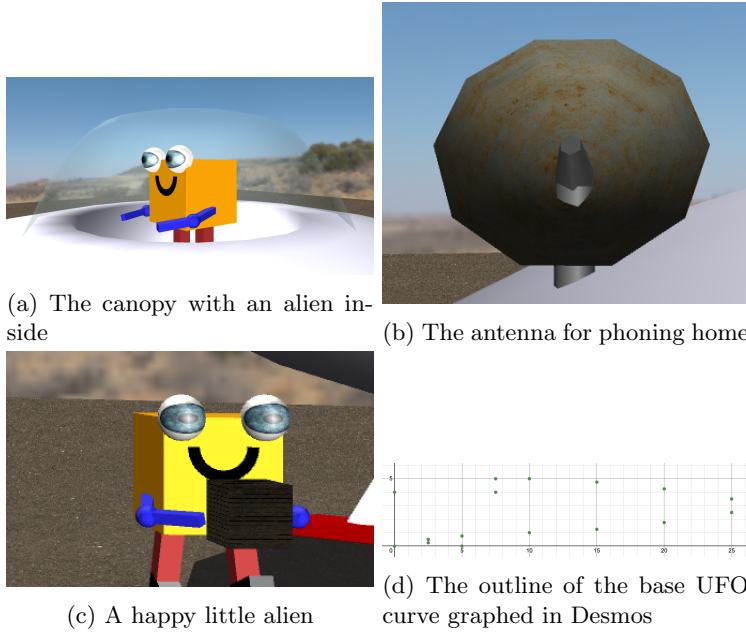 (a) The canopy with an alien in-
side
(b) The antenna for phoning home
(c) A happy little alien
5
0
5
10
15
20
25
(d) The outline of the base UFO
curve graphed in Desmos